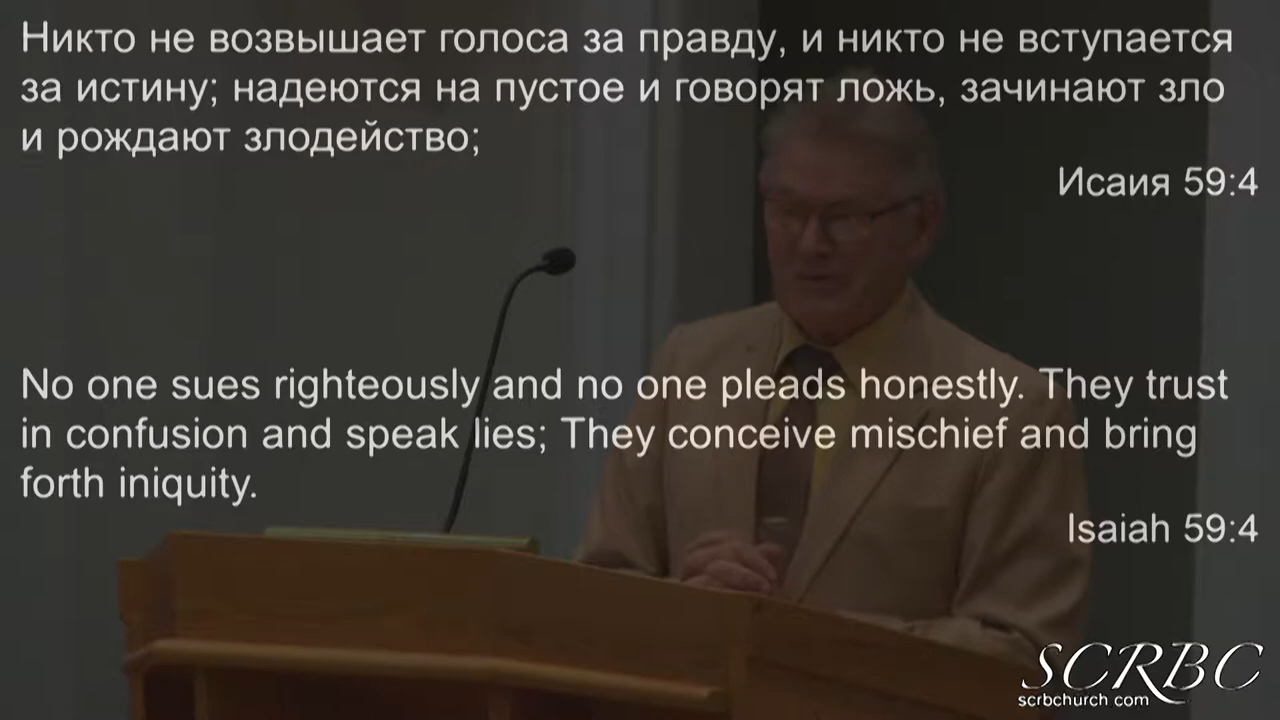 Никто не возвышает голоса за правду, и никто не вступается
за истину; надеются на пустое и говорят ложь, зачинают зло
и рождают злодейство;
Исаия 59:4
No one sues righteously and no one pleads honestly. They trust
in confusion and speak lies; They conceive mischief and bring
forth iniquity.
Isaiah 59:4
SCRBC
scrbchurch.com